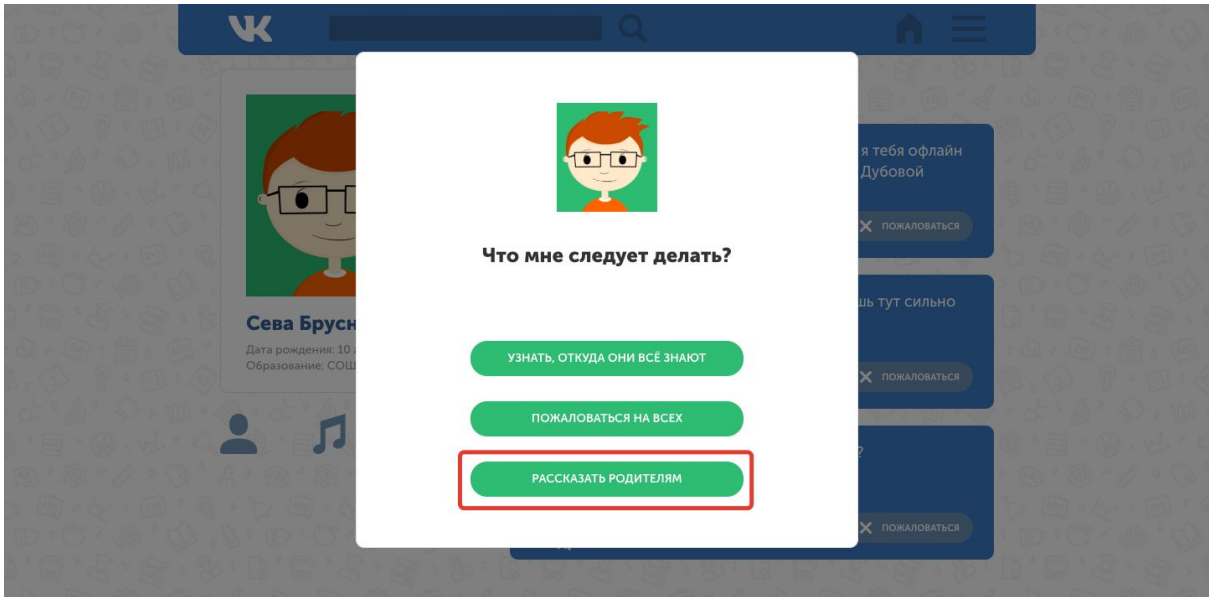 VK
Что мне следует делать?
УЗНАТЬ, ОТКУДА ОНИ ВСЁ ЗНАЮТ
ПОЖАЛОВАТЬСЯ НА ВСЕХ
РАССКАЗАТЬ РОДИТЕЛЯМ
Сева Брусн
Дата рождения: 10
Образование: СОШ
я тебя офлайн
Дубовой
ПОЖАЛОВАТЬСЯ
шь тут сильно
ПОЖАЛОВАТЬСЯ
?
ПОЖАЛОВАТЬСЯ